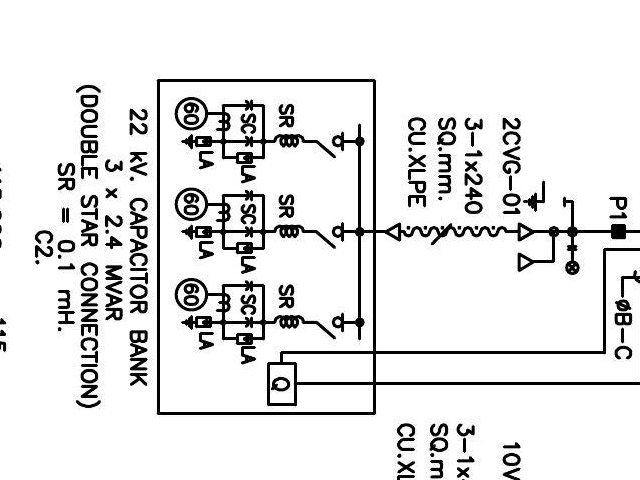 P1
øB-C
2CVG-01
3-1x240
SQ.mm.
CU.XLPE
10V
3-1x
SQ.m
CU.XL
SR
*SC*
LA
LA
60
SR
*SC*
LA
LA
60
SR
*SC*
LA
LA
60
Q
22 kV. CAPACITOR BANK
3 x 2.4 MVAR
(DOUBLE STAR CONNECTION)
SR = 0.1 mH.
C2.